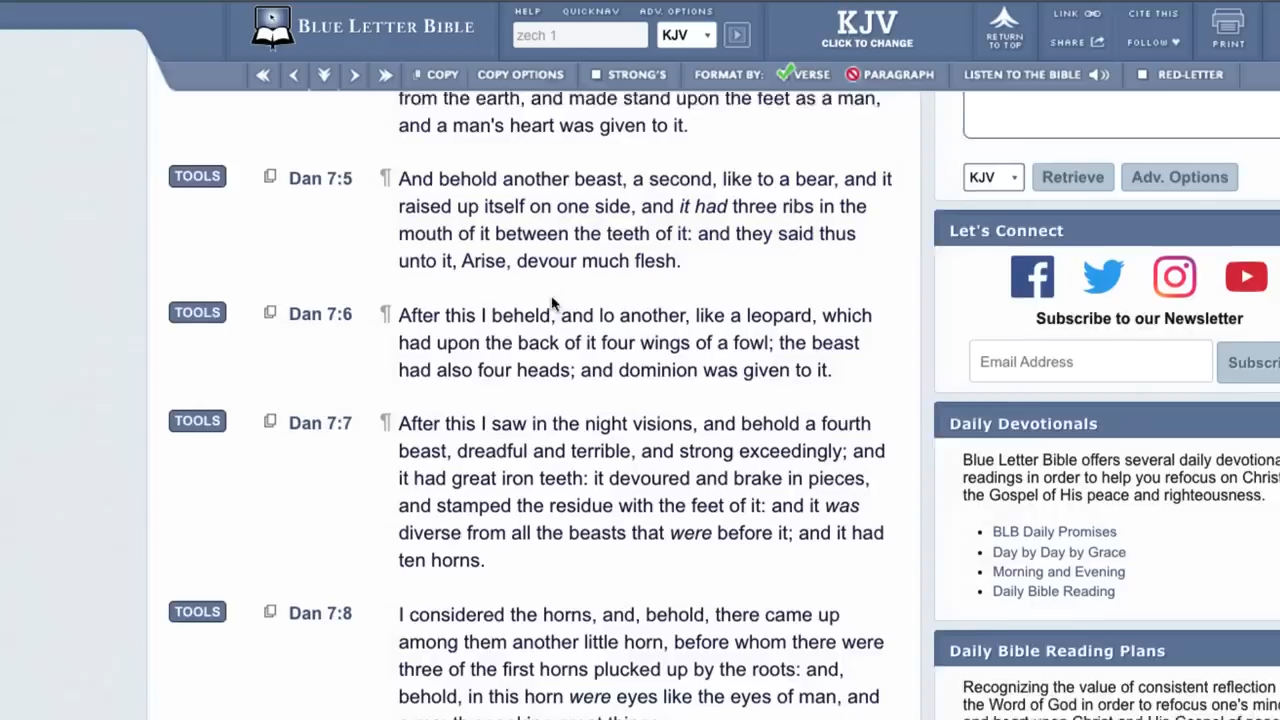 BLUE LETTER BIBLE
HELP QUICKNAV ADV. OPTIONS
zech 1 KJV
KJV
CLICK TO CHANGE
RETURN
TO TOP
LINK CITE THIS
SHARE FOLLOW
PRINT
COPY COPY OPTIONS STRONG'S FORMAT BY: VERSE PARAGRAPH LISTEN TO THE BIBLE RED-LETTER
from the earth, and made stand upon the feet as a man,
and a man's heart was given to it.
TOOLS Dan 7:5 ¶ And behold another beast, a second, like to a bear, and it
raised up itself on one side, and it had three ribs in the
mouth of it between the teeth of it: and they said thus
unto it, Arise, devour much flesh.
TOOLS Dan 7:6 ¶ After this I beheld, and lo another, like a leopard, which
had upon the back of it four wings of a fowl; the beast
had also four heads; and dominion was given to it.
TOOLS Dan 7:7 ¶ After this I saw in the night visions, and behold a fourth
beast, dreadful and terrible, and strong exceedingly; and
it had great iron teeth: it devoured and brake in pieces,
and stamped the residue with the feet of it: and it was
diverse from all the beasts that were before it; and it had
ten horns.
TOOLS Dan 7:8 I considered the horns, and, behold, there came up
among them another little horn, before whom there were
three of the first horns plucked up by the roots: and,
behold, in this horn were eyes like the eyes of man, and
KJV Retrieve Adv. Options
Let's Connect
Subscribe to our Newsletter
Email Address Subscri
Daily Devotionals
Blue Letter Bible offers several daily devotiona
readings in order to help you refocus on Christ
the Gospel of His peace and righteousness.
BLB Daily Promises
Day by Day by Grace
Morning and Evening
Daily Bible Reading
Daily Bible Reading Plans
Recognizing the value of consistent reflection
the Word of God in order to refocus one's min